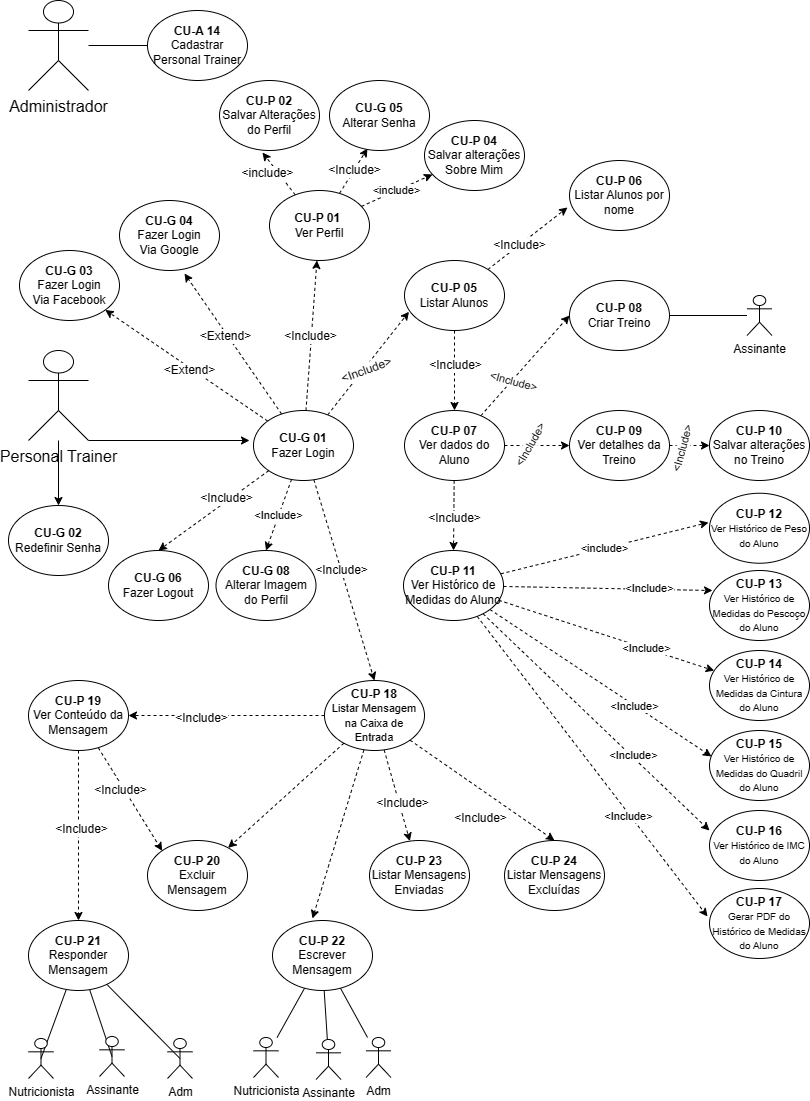 CU-A 14
Cadastrar
Personal Trainer
Administrador
CU-P 02
Salvar Alterações
do Perfil
CU-G 05
Alterar Senha
CU-P 04
Salvar alterações
Sobre Mim
<include>
<Include>
<include>
CU-P 01
Ver Perfil
CU-P 06
Listar Alunos por
nome
CU-G 04
Fazer Login
Via Google
<Include>
CU-G 03
Fazer Login
Via Facebook
CU-P 05
Listar Alunos
CU-P 08
Criar Treino
Assinante
<Extend>
<Include>
<Extend>
<Include>
<Include>
<Include>
Personal Trainer
CU-G 01
Fazer Login
CU-P 07
Ver dados do
Aluno
<Include>
CU-P 09
Ver detalhes da
Treino
<Include>
CU-P 10
Salvar alterações
no Treino
<Include>
<Include>
<Include>
CU-G 02
Redefinir Senha
CU-P 12
Ver Histórico de Peso
do Aluno
<include>
CU-G 06
Fazer Logout
CU-G 08
Alterar Imagem
do Perfil
<Include>
CU-P 11
Ver Histórico de
Medidas do Aluno
<Include>
CU-P 13
Ver Histórico de
Medidas do Pescoço
do Aluno
<Include>
CU-P 14
Ver Histórico de
Medidas da Cintura
do Aluno
CU-P 19
Ver Conteúdo da
Mensagem
<Include>
CU-P 18
Listar Mensagem
na Caixa de
Entrada
<Include>
CU-P 15
Ver Histórico de
Medidas do Quadril
do Aluno
<Include>
<Include>
<Include>
<Include>
<Include>
<Include>
CU-P 16
Ver Histórico de IMC
do Aluno
CU-P 20
Excluir
Mensagem
CU-P 23
Listar Mensagens
Enviadas
CU-P 24
Listar Mensagens
Excluídas
CU-P 17
Gerar PDF do
Histórico de Medidas
do Aluno
CU-P 21
Responder
Mensagem
CU-P 22
Escrever
Mensagem
Nutricionista
Assinante
Adm
Nutricionista
Assinante
Adm